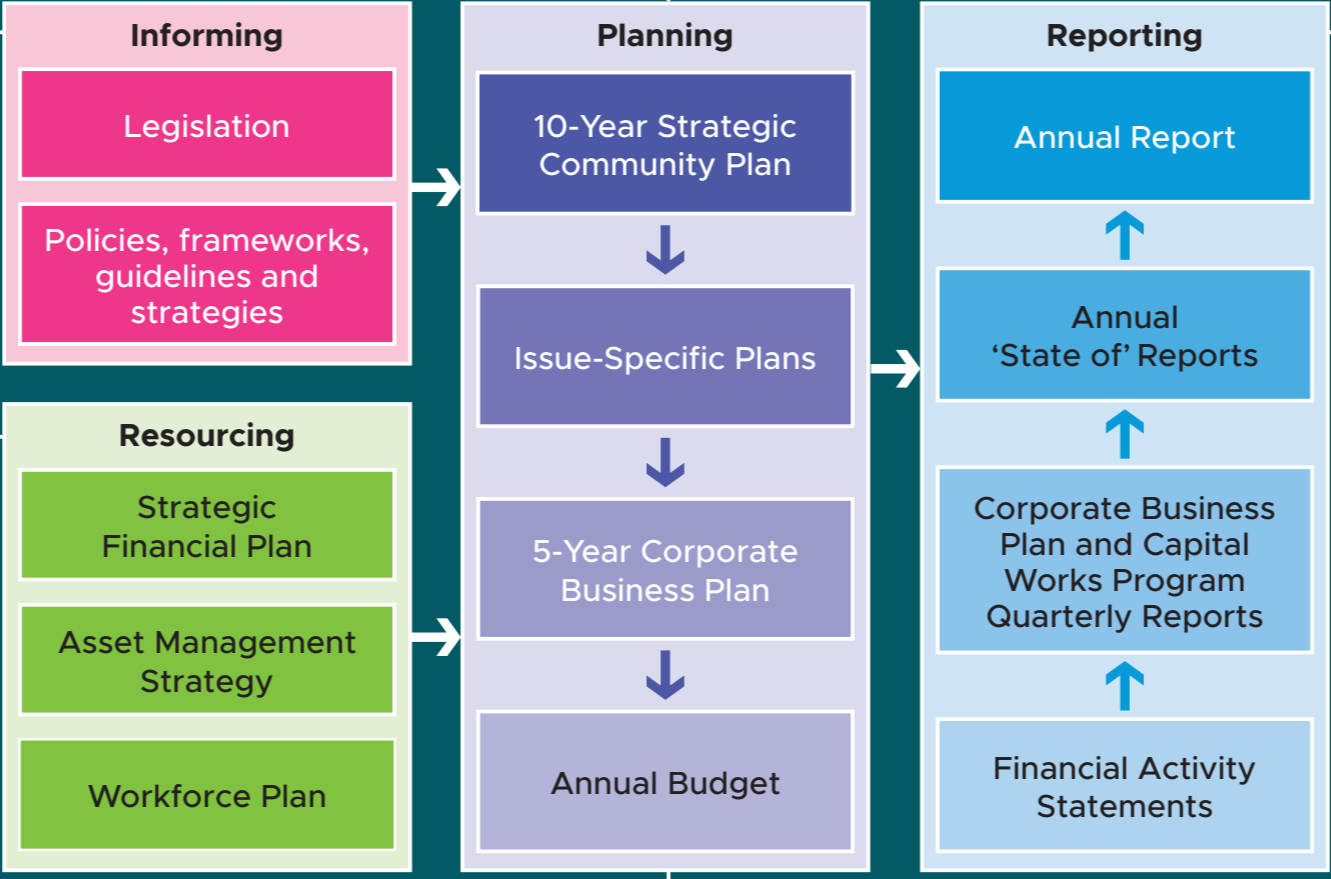 Informing
Legislation
Policies, frameworks,
guidelines and
strategies
Resourcing
Strategic
Financial Plan
Asset Management
Strategy
Workforce Plan
Planning
10-Year Strategic
Community Plan
Issue-Specific Plans
5-Year Corporate
Business Plan
Annual Budget
Reporting
Annual Report
Annual
‘State of’ Reports
Corporate Business
Plan and Capital
Works Program
Quarterly Reports
Financial Activity
Statements